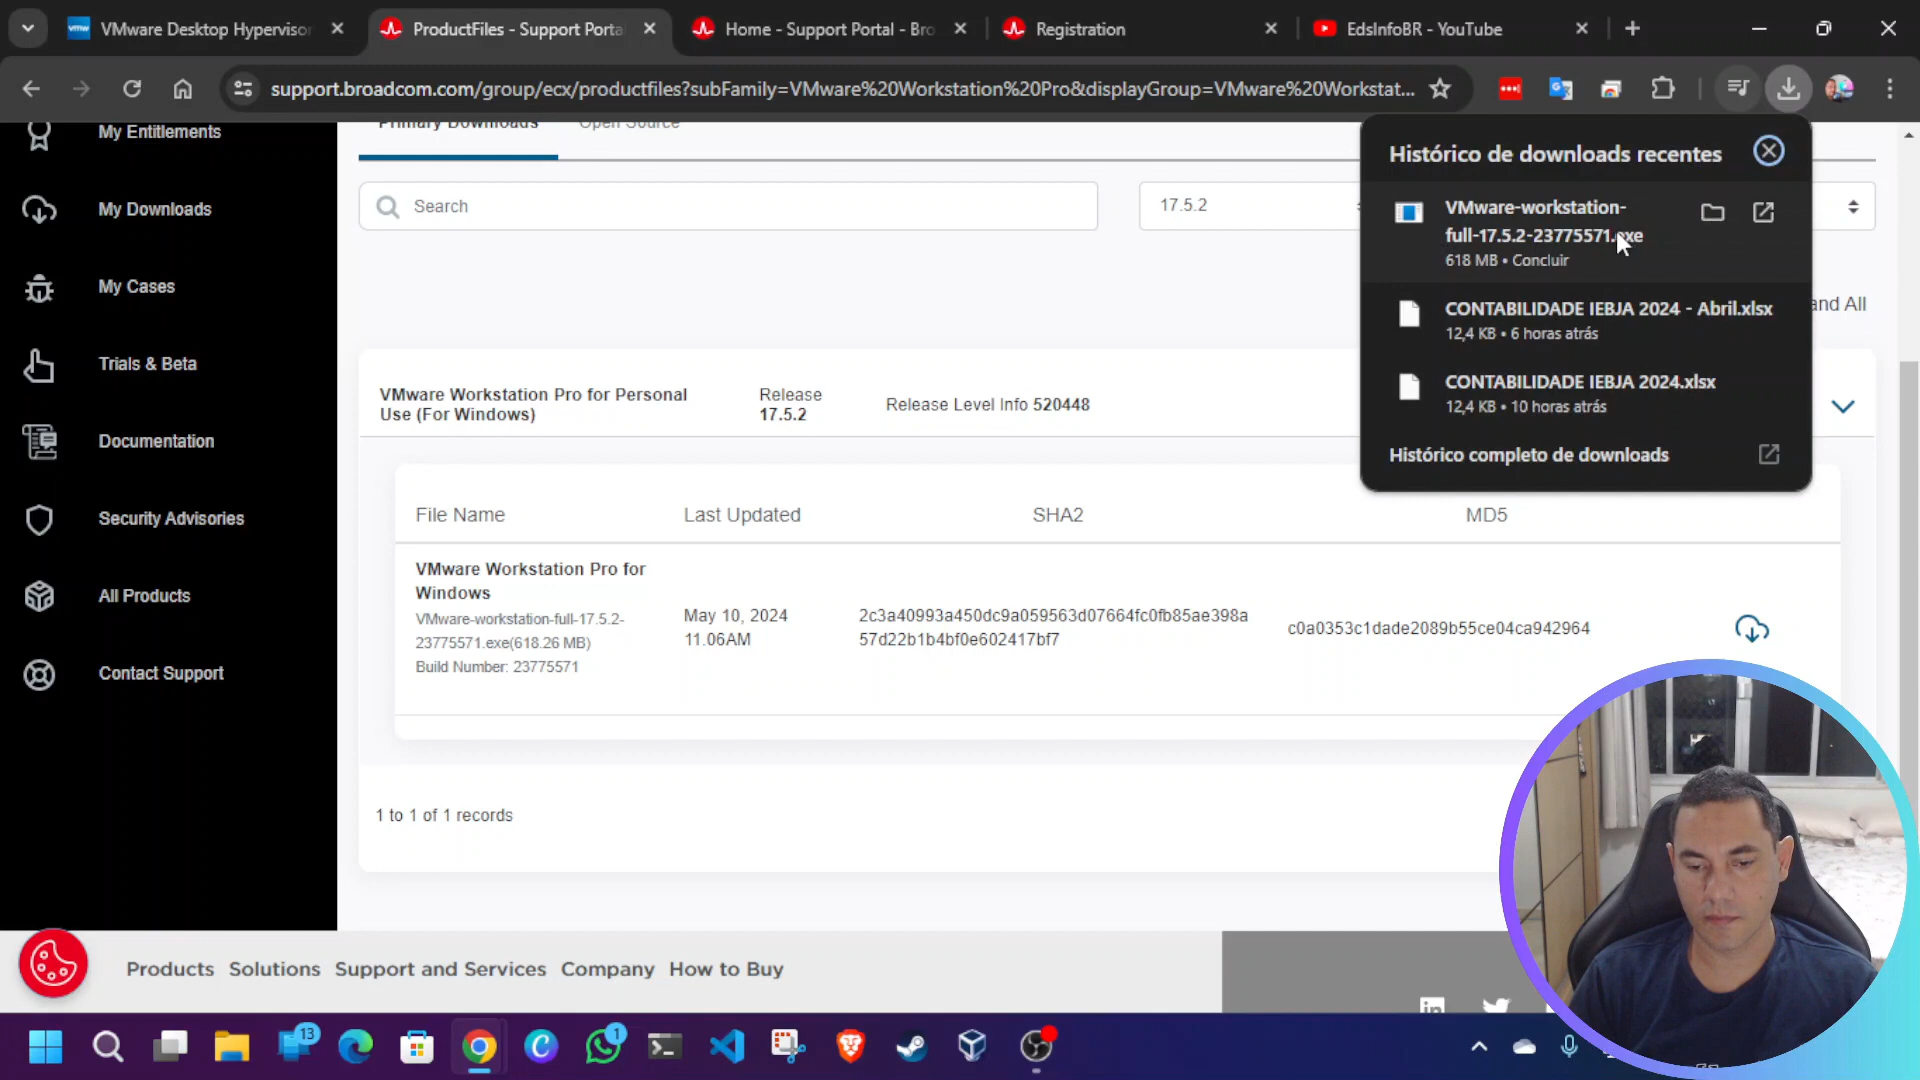 VMware Desktop Hypervisor
ProductFiles - Support Porta
Home - Support Portal - Bro
Registration
EdsInfoBR - YouTube
support.broadcom.com/group/ecx/productfiles?subFamily=VMware%20Workstation%20Pro&displayGroup=VMware%20Workstat...
My Entitlements
My Downloads
My Cases
Trials & Beta
Documentation
Security Advisories
All Products
Contact Support
Primary Downloads
Open Source
Search
17.5.2
and All
Histórico de downloads recentes
VMware-workstation-
full-17.5.2-23775571.exe
618 MB • Concluir
CONTABILIDADE IEBJA 2024 - Abril.xlsx
12,4 KB • 6 horas atrás
CONTABILIDADE IEBJA 2024.xlsx
12,4 KB • 10 horas atrás
Histórico completo de downloads
VMware Workstation Pro for Personal
Use (For Windows)
Release
17.5.2
Release Level Info 520448
File Name
Last Updated
SHA2
MD5
VMware Workstation Pro for
Windows
VMware-workstation-full-17.5.2-
23775571.exe(618.26 MB)
Build Number: 23775571
May 10, 2024
11.06AM
2c3a40993a450dc9a059563d07664fc0fb85ae398a
57d22b1b4bf0e602417bf7
c0a0353c1dade2089b55ce04ca942964
1 to 1 of 1 records
Products Solutions Support and Services Company How to Buy
13
1